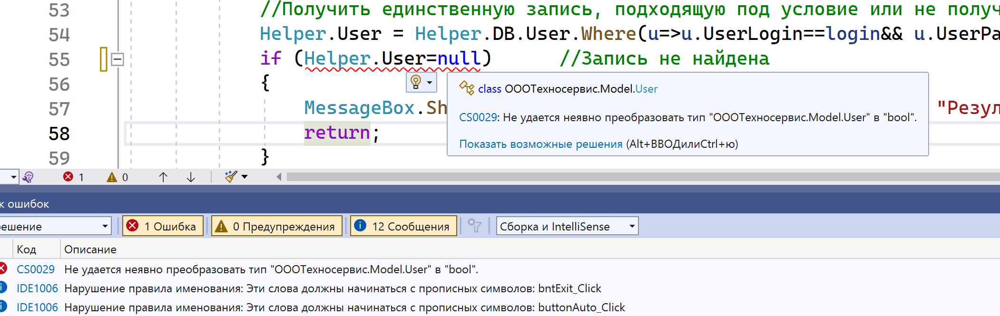 53 //Получить единственную запись, подходящую под условие или не получ
54 Helper.User = Helper.DB.User.Where(u=>u.UserLogin==login&& u.UserPa
55 if (Helper.User=null) //Запись не найдена
56 {
class ОООТехносервис.Model.User
57 MessageBox.Sh "Резул
CS0029: Не удается неявно преобразовать тип "ОООТехносервис.Model.User" в "bool".
58 return;
Показать возможные решения (Alt+ВВОДилиCtrl+ю)
59 }
1 0
к ошибок
решение 1 Ошибка 0 Предупреждения 12 Сообщения Сборка и IntelliSense
Код Описание
CS0029 Не удается неявно преобразовать тип "ОООТехносервис.Model.User" в "bool".
IDE1006 Нарушение правила именования: Эти слова должны начинаться с прописных символов: bntExit_Click
IDE1006 Нарушение правила именования: Эти слова должны начинаться с прописных символов: buttonAuto_Click